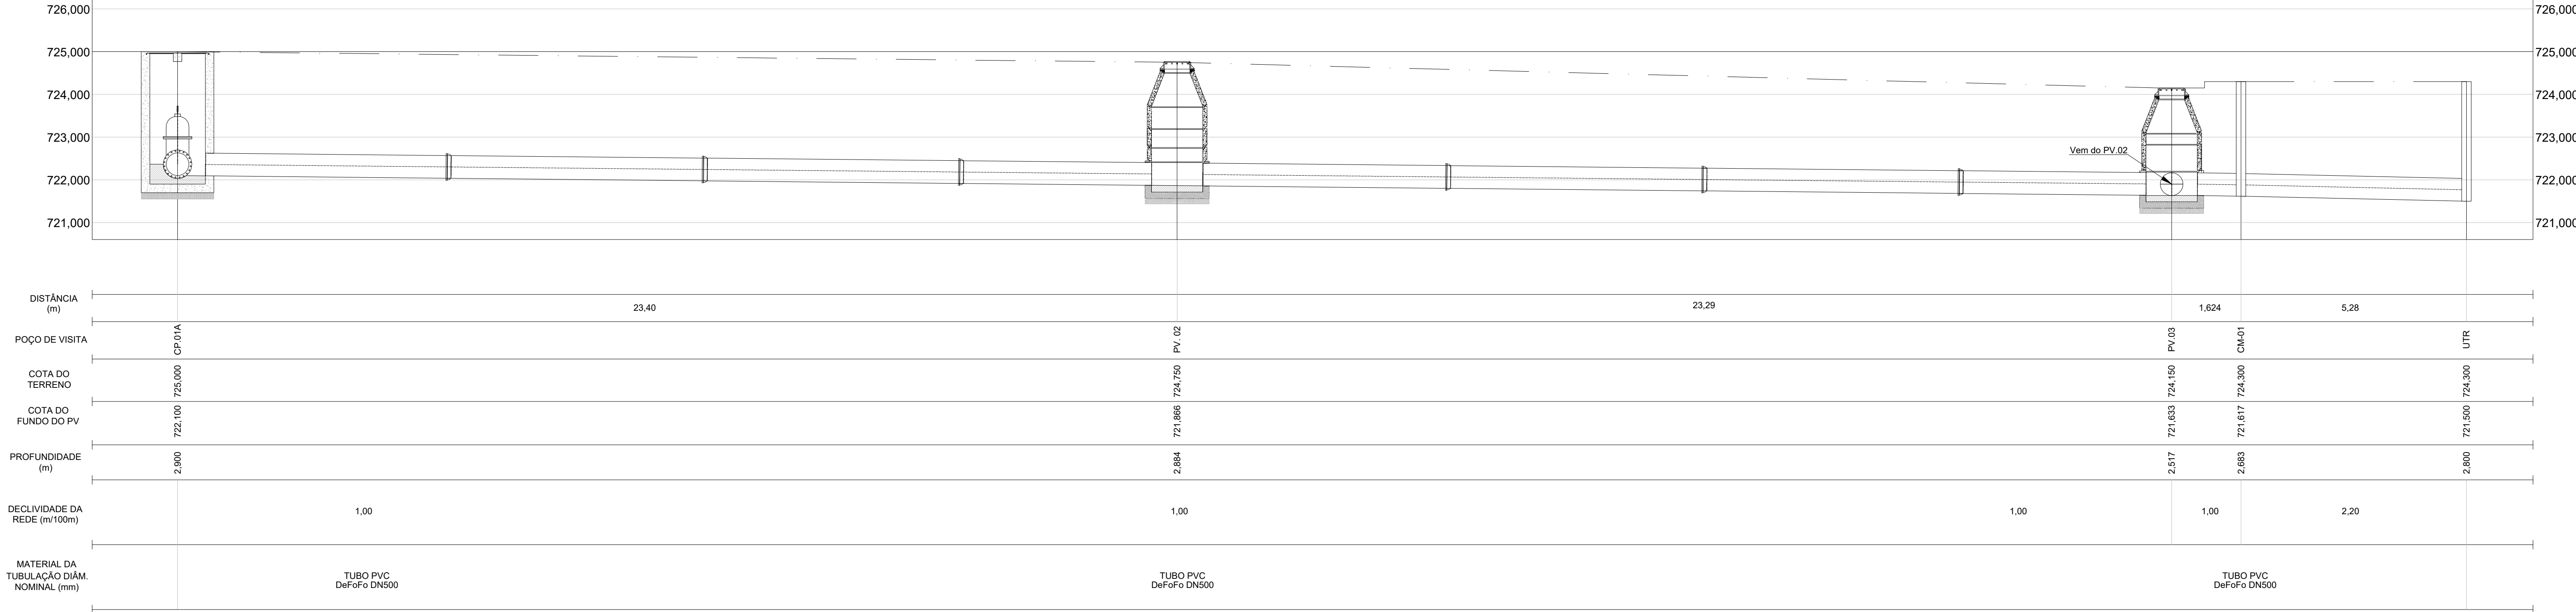 726,000
726,000
725,000
725,000
724,000
724,000
723,000
723,000
Vem do PV.02
722,000
722,000
721,000
721,000
DISTÂNCIA
(m)
23,40
23,29
1,624
5,28
POÇO DE VISITA
CP.01A
PV. 02
PV.03
CM-01
UTR
COTA DO
TERRENO
725,000
724,750
724,150
724,300
724,300
COTA DO
FUNDO DO PV
722,100
721,866
721,633
721,617
721,500
PROFUNDIDADE
(m)
2,900
2,884
2,517
2,683
2,800
DECLIVIDADE DA
REDE (m/100m)
1,00
1,00
1,00
1,00
2,20
MATERIAL DA
TUBULAÇÃO DIÂM.
NOMINAL (mm)
TUBO PVC
DeFoFo DN500
TUBO PVC
DeFoFo DN500
TUBO PVC
DeFoFo DN500